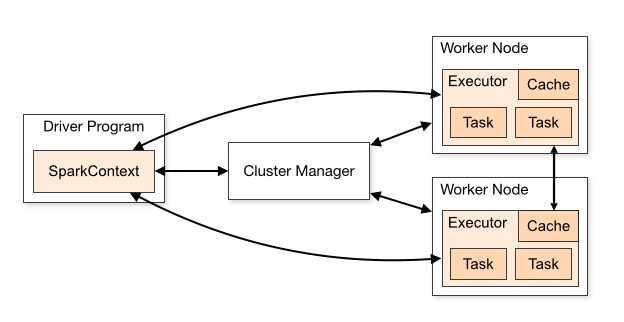 Driver Program
SparkContext
Cluster Manager
Worker Node
Executor
Cache
Task
Task
Worker Node
Executor
Cache
Task
Task